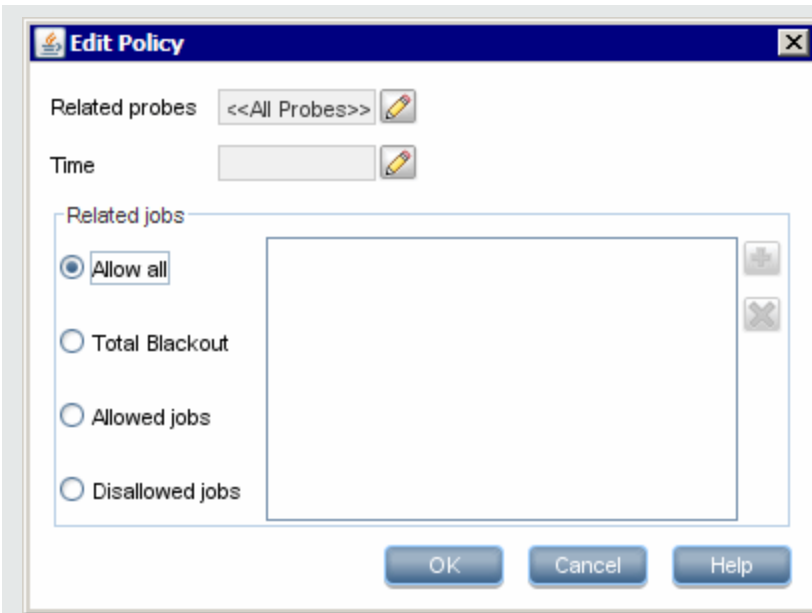 Edit Policy
Related probes <<All Probes>>
Time
Related jobs
Allow all
Total Blackout
Allowed jobs
Disallowed jobs
OK Cancel Help